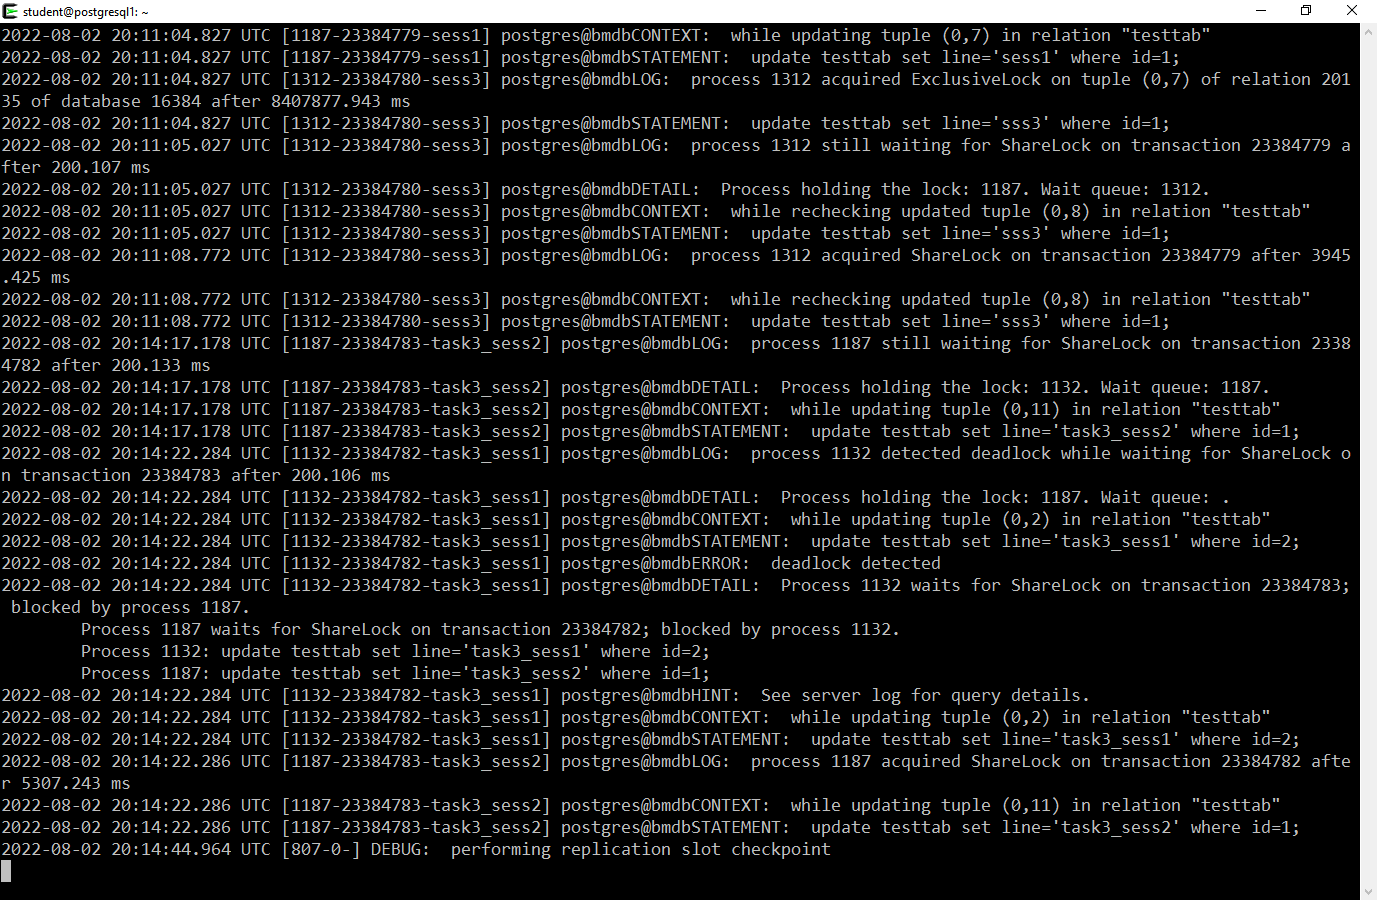 student@postgresql1: ~
2022-08-02 20:11:04.827 UTC [1187-23384779-sess1] postgres@bmdbCONTEXT:  while updating tuple (0,7) in relation "testtab"
2022-08-02 20:11:04.827 UTC [1187-23384779-sess1] postgres@bmdbSTATEMENT:  update testtab set line='sess1' where id=1;
2022-08-02 20:11:04.827 UTC [1312-23384780-sess3] postgres@bmdbLOG:  process 1312 acquired ExclusiveLock on tuple (0,7) of relation 201
35 of database 16384 after 8407877.943 ms
2022-08-02 20:11:04.827 UTC [1312-23384780-sess3] postgres@bmdbSTATEMENT:  update testtab set line='sss3' where id=1;
2022-08-02 20:11:05.027 UTC [1312-23384780-sess3] postgres@bmdbLOG:  process 1312 still waiting for ShareLock on transaction 23384779 a
fter 200.107 ms
2022-08-02 20:11:05.027 UTC [1312-23384780-sess3] postgres@bmdbDETAIL:  Process holding the lock: 1187. Wait queue: 1312.
2022-08-02 20:11:05.027 UTC [1312-23384780-sess3] postgres@bmdbCONTEXT:  while rechecking updated tuple (0,8) in relation "testtab"
2022-08-02 20:11:05.027 UTC [1312-23384780-sess3] postgres@bmdbSTATEMENT:  update testtab set line='sss3' where id=1;
2022-08-02 20:11:08.772 UTC [1312-23384780-sess3] postgres@bmdbLOG:  process 1312 acquired ShareLock on transaction 23384779 after 3945
.425 ms
2022-08-02 20:11:08.772 UTC [1312-23384780-sess3] postgres@bmdbCONTEXT:  while rechecking updated tuple (0,8) in relation "testtab"
2022-08-02 20:11:08.772 UTC [1312-23384780-sess3] postgres@bmdbSTATEMENT:  update testtab set line='sss3' where id=1;
2022-08-02 20:14:17.178 UTC [1187-23384783-task3_sess2] postgres@bmdbLOG:  process 1187 still waiting for ShareLock on transaction 2338
4782 after 200.133 ms
2022-08-02 20:14:17.178 UTC [1187-23384783-task3_sess2] postgres@bmdbDETAIL:  Process holding the lock: 1132. Wait queue: 1187.
2022-08-02 20:14:17.178 UTC [1187-23384783-task3_sess2] postgres@bmdbCONTEXT:  while updating tuple (0,11) in relation "testtab"
2022-08-02 20:14:17.178 UTC [1187-23384783-task3_sess2] postgres@bmdbSTATEMENT:  update testtab set line='task3_sess2' where id=1;
2022-08-02 20:14:22.284 UTC [1132-23384782-task3_sess1] postgres@bmdbLOG:  process 1132 detected deadlock while waiting for ShareLock o
n transaction 23384783 after 200.106 ms
2022-08-02 20:14:22.284 UTC [1132-23384782-task3_sess1] postgres@bmdbDETAIL:  Process holding the lock: 1187. Wait queue: .
2022-08-02 20:14:22.284 UTC [1132-23384782-task3_sess1] postgres@bmdbCONTEXT:  while updating tuple (0,2) in relation "testtab"
2022-08-02 20:14:22.284 UTC [1132-23384782-task3_sess1] postgres@bmdbSTATEMENT:  update testtab set line='task3_sess1' where id=2;
2022-08-02 20:14:22.284 UTC [1132-23384782-task3_sess1] postgres@bmdbERROR:  deadlock detected
2022-08-02 20:14:22.284 UTC [1132-23384782-task3_sess1] postgres@bmdbDETAIL:  Process 1132 waits for ShareLock on transaction 23384783;
 blocked by process 1187.
        Process 1187 waits for ShareLock on transaction 23384782; blocked by process 1132.
        Process 1132: update testtab set line='task3_sess1' where id=2;
        Process 1187: update testtab set line='task3_sess2' where id=1;
2022-08-02 20:14:22.284 UTC [1132-23384782-task3_sess1] postgres@bmdbHINT:  See server log for query details.
2022-08-02 20:14:22.284 UTC [1132-23384782-task3_sess1] postgres@bmdbCONTEXT:  while updating tuple (0,2) in relation "testtab"
2022-08-02 20:14:22.284 UTC [1132-23384782-task3_sess1] postgres@bmdbSTATEMENT:  update testtab set line='task3_sess1' where id=2;
2022-08-02 20:14:22.286 UTC [1187-23384783-task3_sess2] postgres@bmdbLOG:  process 1187 acquired ShareLock on transaction 23384782 afte
r 5307.243 ms
2022-08-02 20:14:22.286 UTC [1187-23384783-task3_sess2] postgres@bmdbCONTEXT:  while updating tuple (0,11) in relation "testtab"
2022-08-02 20:14:22.286 UTC [1187-23384783-task3_sess2] postgres@bmdbSTATEMENT:  update testtab set line='task3_sess2' where id=1;
2022-08-02 20:14:44.964 UTC [807-0-] DEBUG:  performing replication slot checkpoint